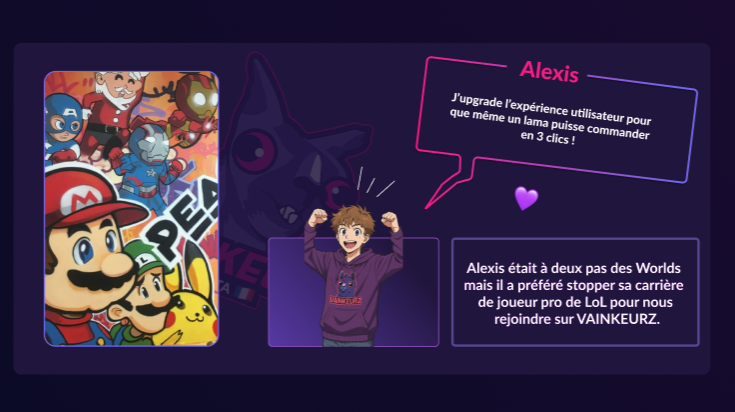 Alexis
J'upgrade l'expérience utilisateur pour
que même un lama puisse commander
en 3 clics !
Alexis était à deux pas des Worlds
mais il a préféré stopper sa carrière
de joueur pro de LoL pour nous
rejoindre sur VAINKEURZ.
M
L